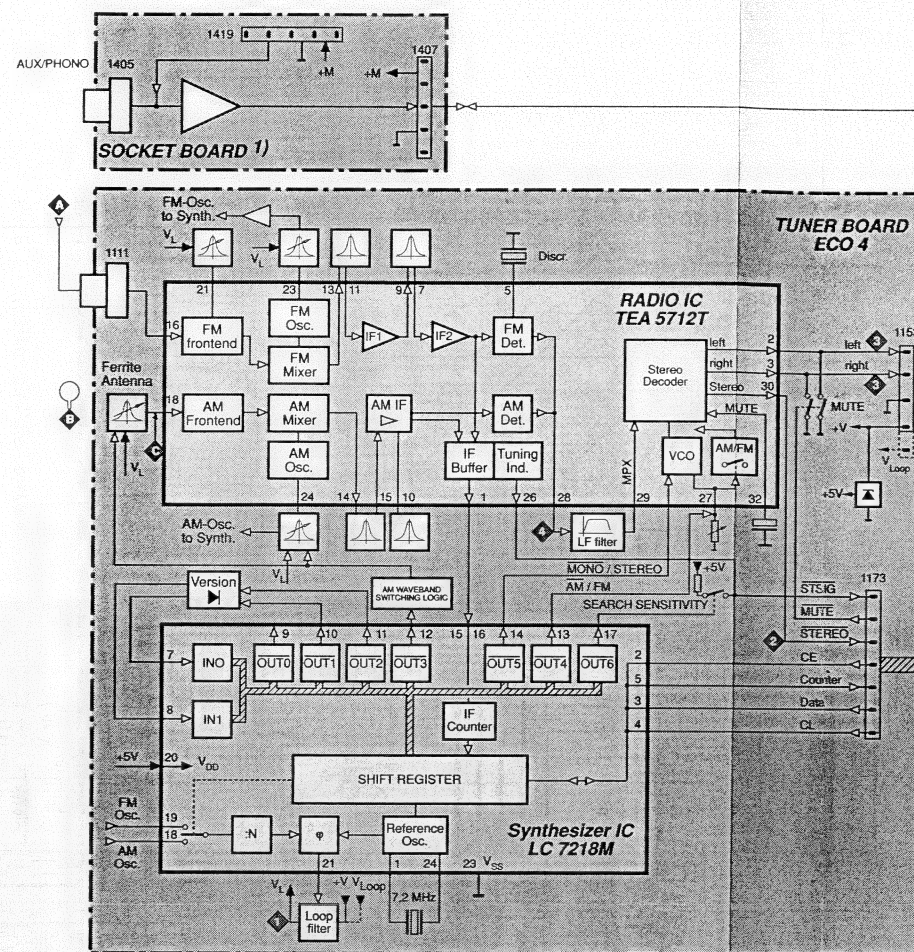 1419
1407
AUX/PHONO
1405
+M
+M
SOCKET BOARD 1)
A
FM-Osc.
to Synth.
VL
VL
Discr.
TUNER BOARD
ECO 4
1111
21
23
13
11
9
7
5
RADIO IC
TEA 5712T
16
FM
frontend
FM
Osc.
FM
Mixer
IF1
IF2
FM
Det.
Stereo
Decoder
left
2
right
3
Stereo
30
MUTE
left
3
right
3
MUTE
+V
V Loop
+5V
Ferrite
Antenna
B
18
C
VL
AM
Frontend
AM
Mixer
AM
Osc.
AM IF
AM
Det.
IF
Buffer
Tuning
Ind.
MPX
VCO
AM/FM
24
14
15
10
1
26
28
29
27
32
AM-Osc.
to Synth.
VL
4
LF filter
MONO / STEREO
AM / FM
SEARCH SENSITIVITY
+5V
Version
AM WAVEBAND
SWITCHING LOGIC
1173
STSIG
MUTE
2
STEREO
CE
Counter
Data
CL
9
10
11
12
15
16
14
13
17
7
INO
OUT0
OUT1
OUT2
OUT3
OUT5
OUT4
OUT6
2
5
3
4
8
IN1
IF
Counter
+5V
20
VDD
SHIFT REGISTER
FM
Osc.
19
18
AM
Osc.
:N
φ
Reference
Osc.
Synthesizer IC
LC 7218M
21
1
24
23
VSS
VL
+V
VLoop
7,2 MHz
1
Loop
filter